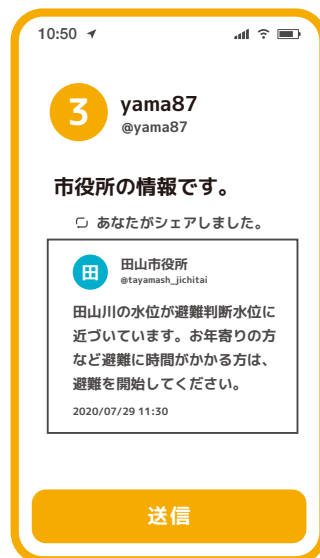 10:50
3
yama87
@yama87
市役所の情報です。
あなたがシェアしました。
田
田山市役所
@tayamash_jichitai
田山川の水位が避難判断水位に
近づいています。お年寄りの方
など避難に時間がかかる方は、
避難を開始してください。
2020/07/29 11:30
送信